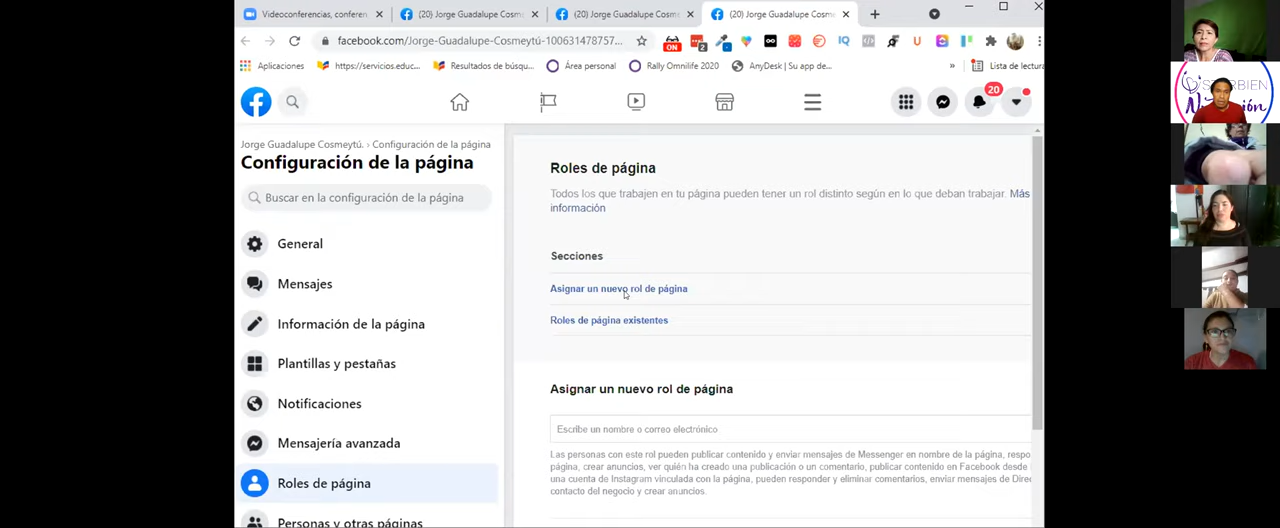 Videoconferencias, conferen
(20) Jorge Guadalupe Cosme
(20) Jorge Guadalupe Cosmeytú
(20) Jorge Guadalupe Cosme
facebook.com/Jorge-Guadalupe-Cosmeytú-100631478757...
ON
2
IQ
Aplicaciones
https://servicios.educ...
Resultados de búsqu...
Área personal
Rally Omnilife 2020
AnyDesk | Su app de...
»
Lista de lectura
20
Jorge Guadalupe Cosmeytú. › Configuración de la página
Configuración de la página
Buscar en la configuración de la página
General
Mensajes
Información de la página
Plantillas y pestañas
Notificaciones
Mensajería avanzada
Roles de página
Personas y otras páginas
Roles de página
Todos los que trabajen en tu página pueden tener un rol distinto según en lo que deban trabajar. Más
información
Secciones
Asignar un nuevo rol de página
Roles de página existentes
Asignar un nuevo rol de página
Escribe un nombre o correo electrónico
Las personas con este rol pueden publicar contenido y enviar mensajes de Messenger en nombre de la página, respo
página, crear anuncios, ver quién ha creado una publicación o un comentario, publicar contenido en Facebook desde
una cuenta de Instagram vinculada con la página, pueden responder y eliminar comentarios, enviar mensajes de Direc
contacto del negocio y crear anuncios.